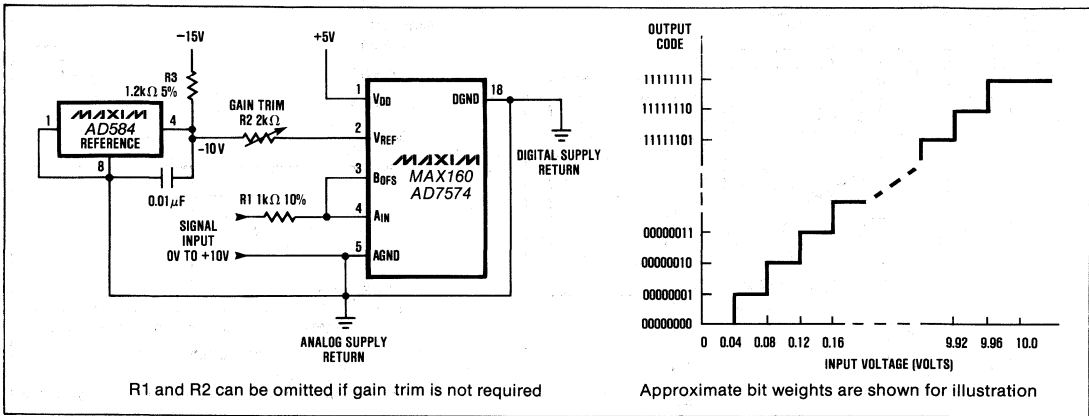 −15V
+5V
R3
1.2kΩ 5%
GAIN TRIM
R2 2kΩ
MAXIM
AD584
REFERENCE
1
4
8
−10V
0.01μF
R1 1kΩ 10%
SIGNAL
INPUT
0V TO +10V
1
VDD
DGND
18
2
VREF
MAXIM
MAX160
AD7574
3
BOFS
4
AIN
5
AGND
DIGITAL SUPPLY
RETURN
ANALOG SUPPLY
RETURN
R1 and R2 can be omitted if gain trim is not required
OUTPUT
CODE
11111111
11111110
11111101
00000011
00000010
00000001
00000000
0 0.04 0.08 0.12 0.16 9.92 9.96 10.0
INPUT VOLTAGE (VOLTS)
Approximate bit weights are shown for illustration